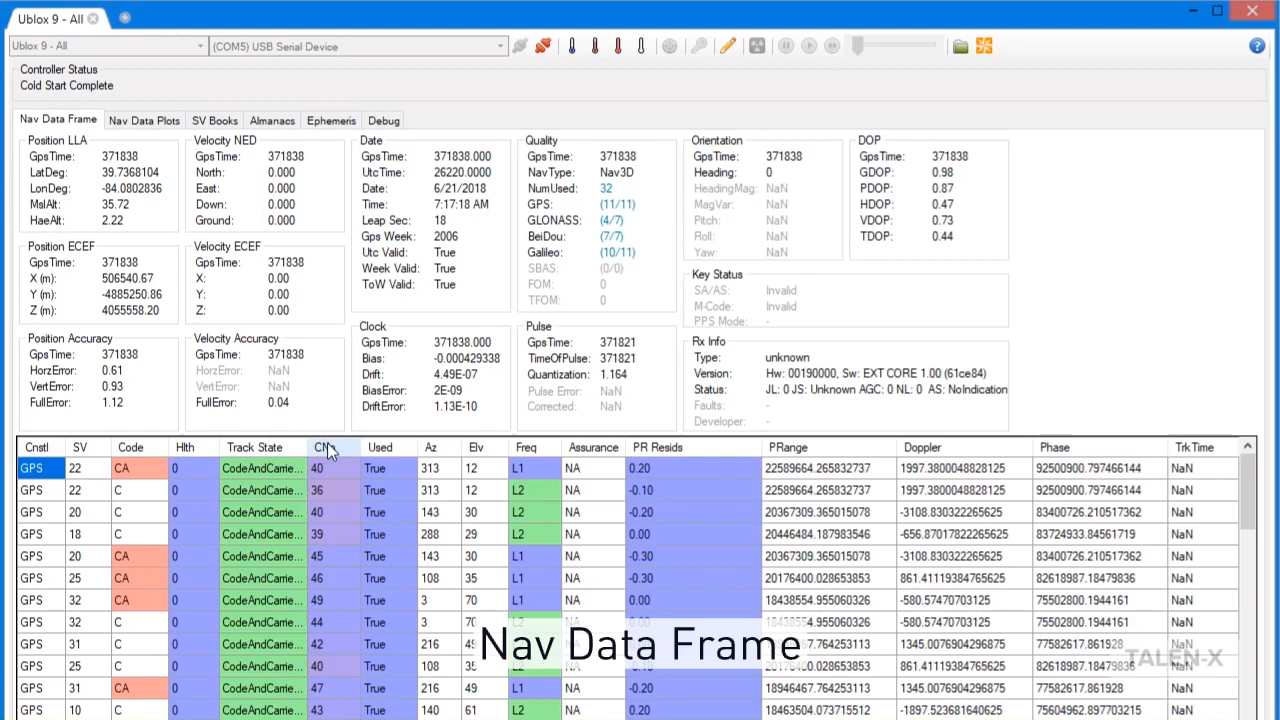 Ublox 9 - All
Ublox 9 - All (COM5) USB Serial Device
Controller Status
Cold Start Complete
Nav Data Frame Nav Data Plots SV Books Almanacs Ephemeris Debug
Position LLA
GpsTime: 371838
LatDeg: 39.7368104
LonDeg: -84.0802836
MslAlt: 35.72
HaeAlt: 2.22
Position ECEF
GpsTime: 371838
X (m): 506540.67
Y (m): -4885250.86
Z (m): 4055558.20
Position Accuracy
GpsTime: 371838
HorzError: 0.61
VertError: 0.93
FullError: 1.12
Velocity NED
GpsTime: 371838
North: 0.000
East: 0.000
Down: 0.000
Ground: 0.000
Velocity ECEF
GpsTime: 371838
X: 0.00
Y: 0.00
Z: 0.00
Velocity Accuracy
GpsTime: 371838
HorzError: NaN
VertError: NaN
FullError: 0.04
Date
GpsTime: 371838.000
UtcTime: 26220.0000
Date: 6/21/2018
Time: 7:17:18 AM
Leap Sec: 18
Gps Week: 2006
Utc Valid: True
Week Valid: True
ToW Valid: True
Clock
GpsTime: 371838.000
Bias: -0.000429338
Drift: 4.49E-07
BiasError: 2E-09
DriftError: 1.13E-10
Quality
GpsTime: 371838
NavType: Nav3D
NumUsed: 32
GPS: (11/11)
GLONASS: (4/7)
BeiDou: (7/7)
Galileo: (10/11)
SBAS: (0/0)
FOM: 0
TFOM: 0
Pulse
GpsTime: 371821
TimeOfPulse: 371821
Quantization: 1.164
Pulse Error: NaN
Corrected: NaN
Orientation
GpsTime: 371838
Heading: 0
HeadingMag: NaN
MagVar: NaN
Pitch: NaN
Roll: NaN
Yaw: NaN
DOP
GpsTime: 371838
GDOP: 0.98
PDOP: 0.87
HDOP: 0.47
VDOP: 0.73
TDOP: 0.44
Key Status
SA/AS: Invalid
M-Code: Invalid
PPS Mode: -
Rx Info
Type: unknown
Version: Hw: 00190000, Sw: EXT CORE 1.00 (61ce84)
Status: JL: 0 JS: Unknown AGC: 0 NL: 0 AS: NoIndication
Faults: -
Developer: -
Cnstl SV Code Hlth Track State Used Az Elv Freq Assurance PR Resids PRange Doppler Phase TrkTime
GPS 22 CA 0 CodeAndCarrie... 40 True 313 12 L1 NA 0.20 22589664.265832737 1997.3800048828125 92500900.797466144 NaN
GPS 22 C 0 CodeAndCarrie... 36 True 313 12 L2 NA -0.10 22589664.265832737 1997.3800048828125 92500900.797466144 NaN
GPS 20 C 0 CodeAndCarrie... 40 True 143 30 L2 NA -0.20 20367309.365015078 -3108.830322265625 83400726.210517362 NaN
GPS 18 C 0 CodeAndCarrie... 39 True 288 29 L2 NA 0.00 20446484.187983546 -656.87017822265625 83724933.84561719 NaN
GPS 20 CA 0 CodeAndCarrie... 45 True 143 30 L1 NA -0.30 20367309.365015078 -3108.830322265625 83400726.210517362 NaN
GPS 25 CA 0 CodeAndCarrie... 46 True 108 35 L1 NA -0.30 20176400.028653853 861.41119384765625 82618987.18479836 NaN
GPS 32 CA 0 CodeAndCarrie... 49 True 3 70 L1 NA 0.00 18438554.955060326 -580.57470703125 75502800.1944161 NaN
GPS 32 C 0 CodeAndCarrie... 44 True 3 NA -580.57470703125 75502800.1944161 NaN
GPS 31 C 0 CodeAndCarrie... 42 True 216 NA 1345.0076904296875 77582617.861928 NaN
GPS 25 C 0 CodeAndCarrie... 40 True 108 NA 861.41119384765625 NaN
GPS 31 CA 0 CodeAndCarrie... 47 True 216 49 L1 NA -0.20 18946467.764253113 1345.0076904296875 77582617.861928 NaN
GPS 10 C 0 CodeAndCarrie... 43 True 140 61 L2 NA 0.20 18463504.073715512 -1897.523681640625 75604962.897703215 NaN
Nav Data Frame
TALEN-X